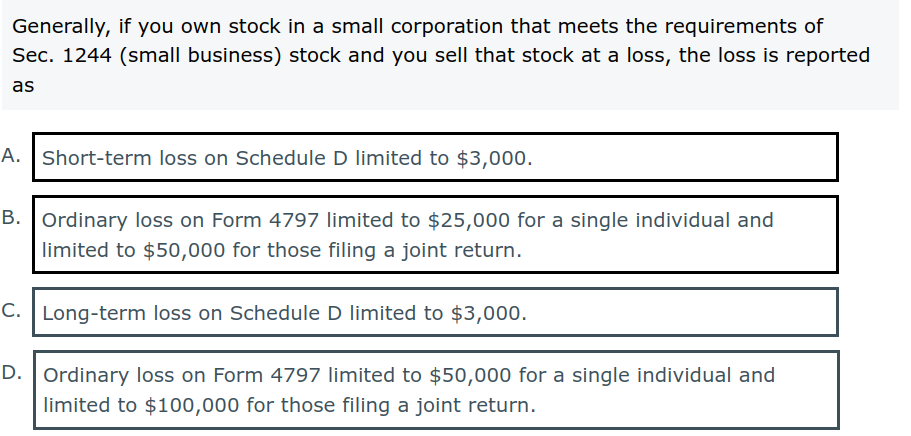 Generally, if you own stock in a small corporation that meets the requirements of
Sec. 1244 (small business) stock and you sell that stock at a loss, the loss is reported
as
A. Short-term loss on Schedule D limited to $3,000.
B. Ordinary loss on Form 4797 limited to $25,000 for a single individual and
limited to $50,000 for those filing a joint return.
C. Long-term loss on Schedule D limited to $3,000.
D. Ordinary loss on Form 4797 limited to $50,000 for a single individual and
limited to $100,000 for those filing a joint return.